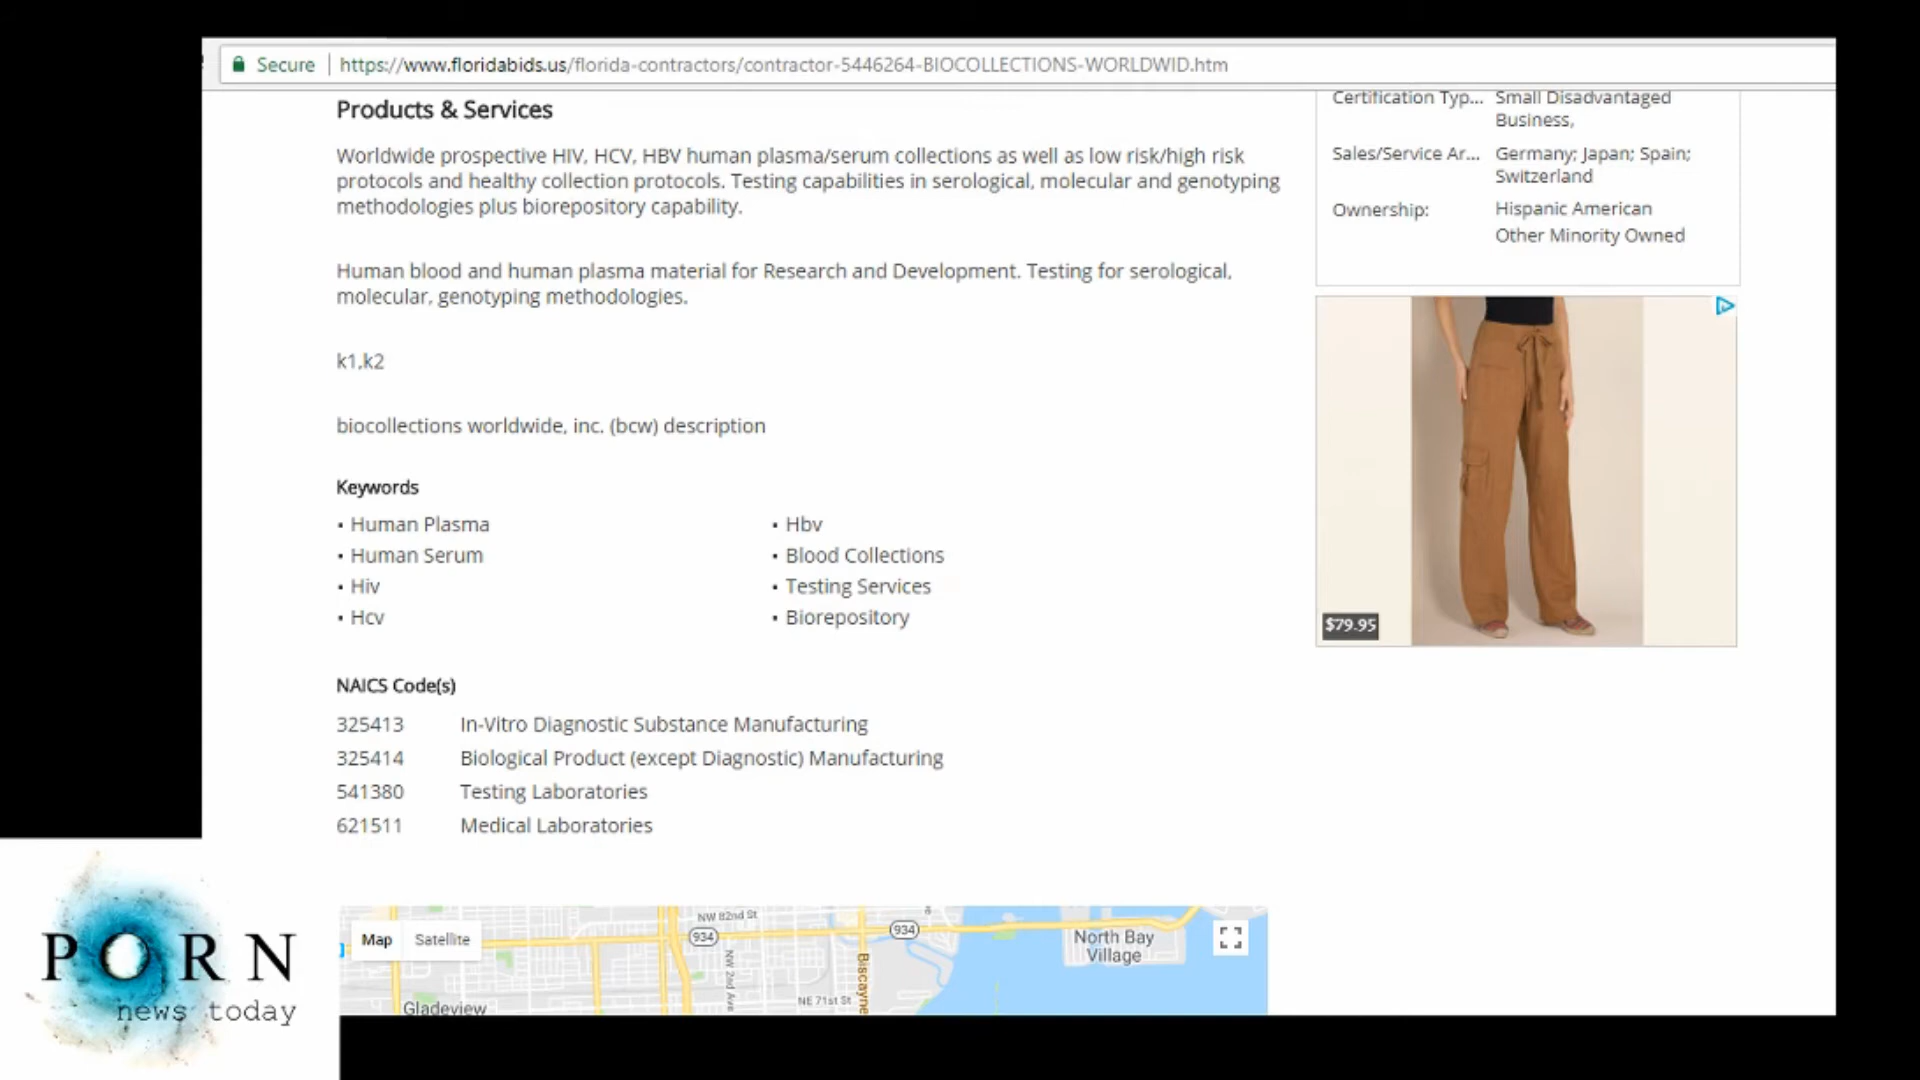 Secure https://www.floridabids.us/florida-contractors/contractor-5446264-BIOCOLLECTIONS-WORLDWID.htm
Products & Services
Worldwide prospective HIV, HCV, HBV human plasma/serum collections as well as low risk/high risk
protocols and healthy collection protocols. Testing capabilities in serological, molecular and genotyping
methodologies plus biorepository capability.
Human blood and human plasma material for Research and Development. Testing for serological,
molecular, genotyping methodologies.
k1,k2
biocollections worldwide, inc. (bcw) description
Keywords
▪ Human Plasma
▪ Human Serum
▪ Hiv
▪ Hcv
▪ Hbv
▪ Blood Collections
▪ Testing Services
▪ Biorepository
NAICS Code(s)
325413 In-Vitro Diagnostic Substance Manufacturing
325414 Biological Product (except Diagnostic) Manufacturing
541380 Testing Laboratories
621511 Medical Laboratories
Certification Typ... Small Disadvantaged
Business,
Sales/Service Ar... Germany; Japan; Spain;
Switzerland
Ownership: Hispanic American
Other Minority Owned
$79.95
Map Satellite
NW 82nd St
934
934
North Bay
Village
NW 2nd Ave
Biscayne
NE 71st St
Gladeview
PORN
news today